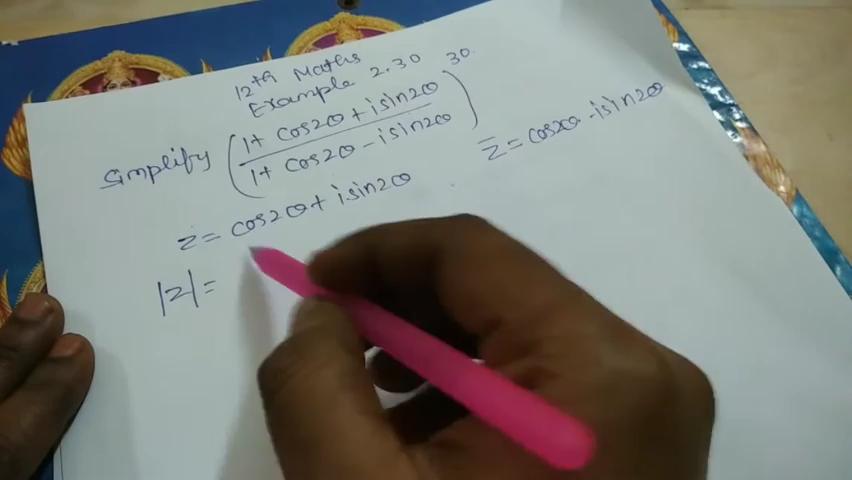 12th Maths
Example 2.30
Simplify (1 + cos2θ + isin2θ / 1 + cos2θ - isin2θ)^30
z = cos2θ + isin2θ
z̅ = cos2θ - isin2θ
|z| =